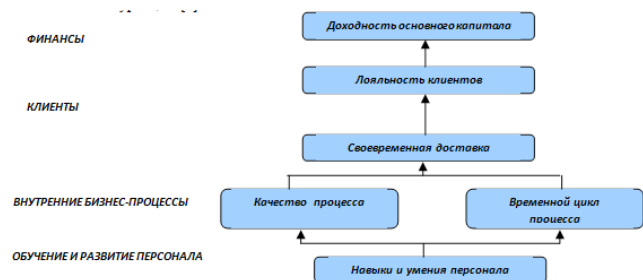 Доходность основного капитала
ФИНАНСЫ
Лояльность клиентов
КЛИЕНТЫ
Своевременная доставка
ВНУТРЕННИЕ БИЗНЕС-ПРОЦЕССЫ
Качество процесса
Временной цикл
процесса
ОБУЧЕНИЕ И РАЗВИТИЕ ПЕРСОНАЛА
Навыки и умения персонала